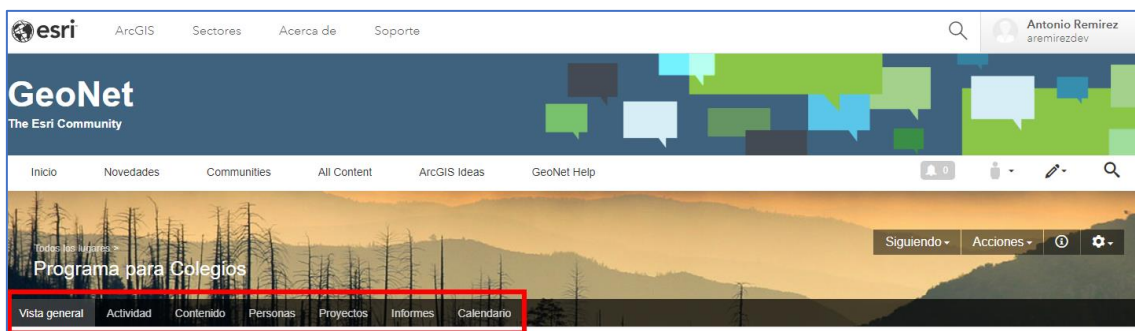 esri ArcGIS Sectores Acerca de Soporte Antonio Remirez
aremirezdev
GeoNet
The Esri Community
Inicio Novedades Communities All Content ArcGIS Ideas GeoNet Help 0
Todos los lugares >
Programa para Colegios
Siguiendo Acciones
Vista general Actividad Contenido Personas Proyectos Informes Calendario